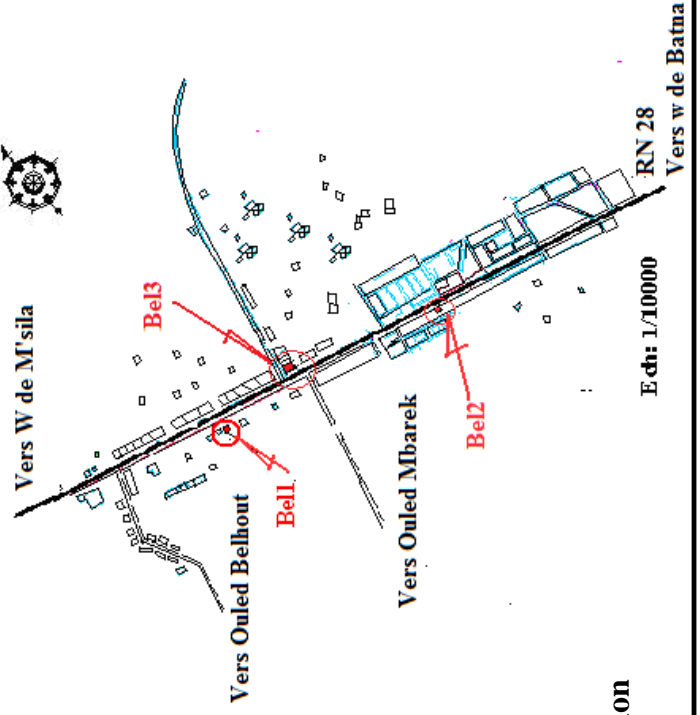 Vers W de M'sila
Bel3
Vers Ouled Belhout
Bel1
Vers Ouled Mbarek
Bel2
Ech: 1/10000
RN 28
Vers w de Batna